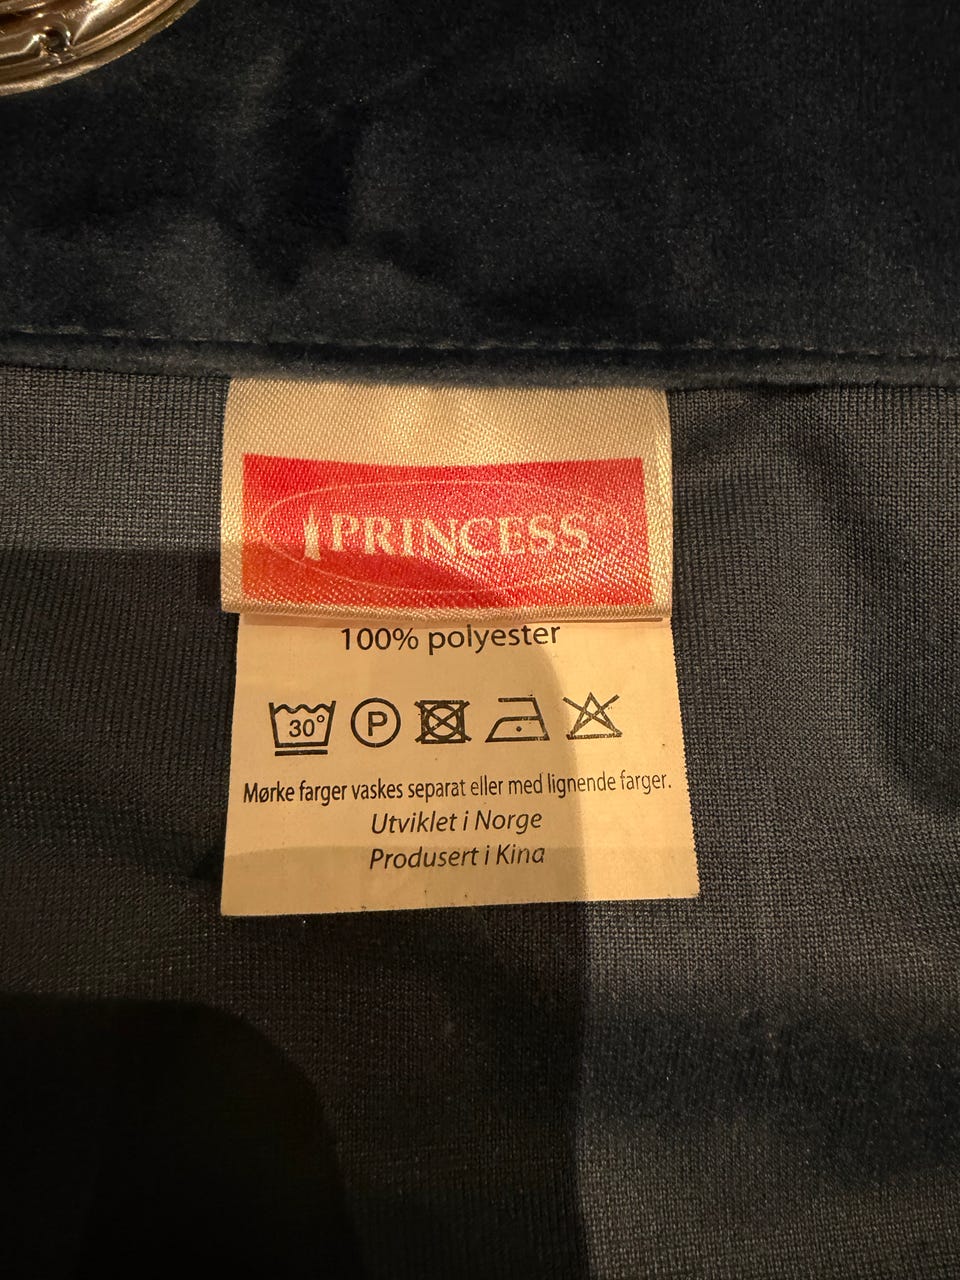 PRINCESS
100% polyester
30°
P
Mørke farger vaskes separat eller med lignende farger.
Utviklet i Norge
Produsert i Kina